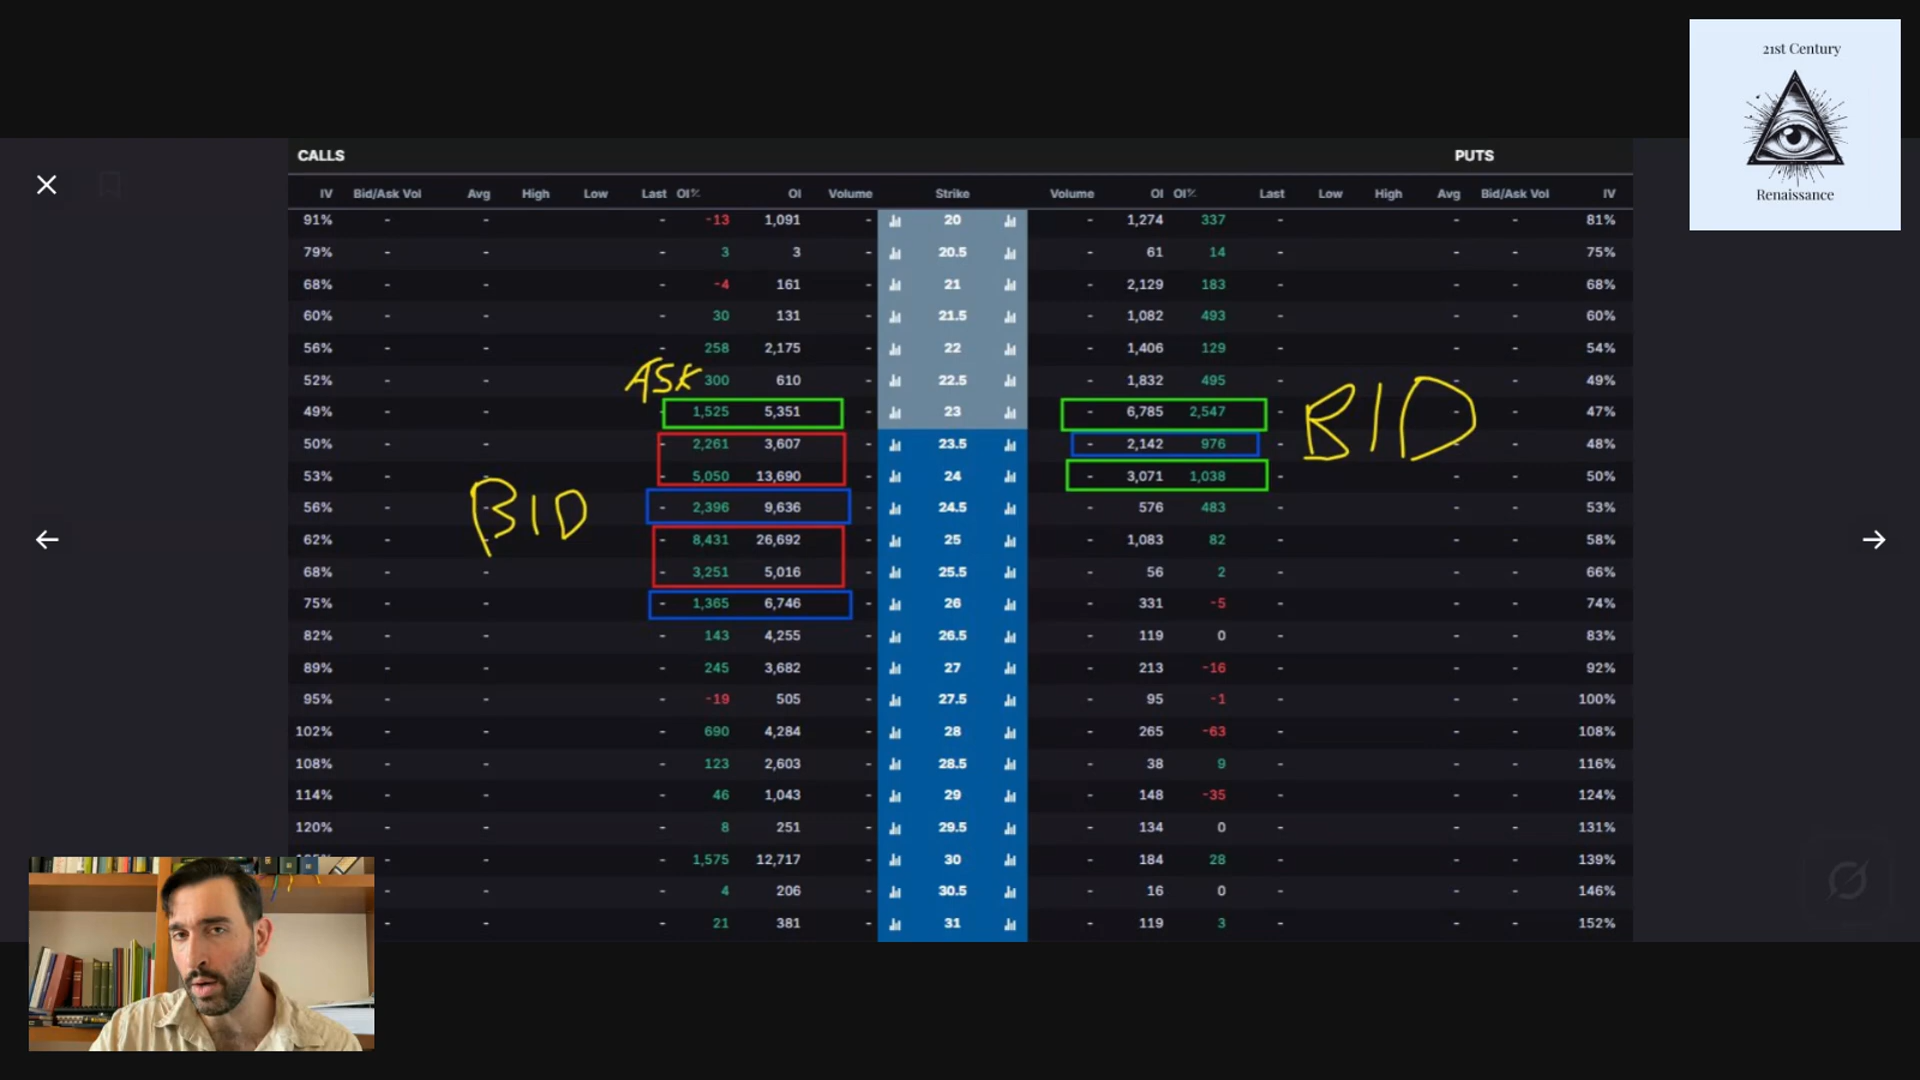 21st Century
Renaissance
CALLS PUTS
IV Bid/Ask Vol Avg High Low Last OI% OI Volume Strike Volume OI OI% Last Low High Avg Bid/Ask Vol IV
91% - - - -13 1,091 - 20 - 1,274 337 - - - 81%
79% - - - 3 3 - 20.5 - 61 14 - - - 75%
68% - - - -4 161 - 21 - 2,129 183 - - - 68%
60% - - - 30 131 - 21.5 - 1,082 493 - - - 60%
56% - - - 258 2,175 - 22 - 1,406 129 - - - 54%
ASK
52% - - 300 610 - 22.5 - 1,832 495 - - - 49%
49% - - - 1,525 5,351 - 23 - 6,785 2,547 - - - 47%
BID
50% - - - 2,261 3,607 - 23.5 - 2,142 976 - - - 48%
53% - - - 5,050 13,690 - 24 - 3,071 1,038 - - - 50%
BID
56% - - - 2,396 9,636 - 24.5 - 576 483 - - - 53%
62% - - - 8,431 26,692 - 25 - 1,083 82 - - - 58%
68% - - - 3,251 5,016 - 25.5 - 56 2 - - - 66%
75% - - - 1,365 6,746 - 26 - 331 -5 - - - 74%
82% - - - 143 4,255 - 26.5 - 119 0 - - - 83%
89% - - - 245 3,682 - 27 - 213 -16 - - - 92%
95% - - - -19 505 - 27.5 - 95 -1 - - - 100%
102% - - - 690 4,284 - 28 - 265 -63 - - - 108%
108% - - - 123 2,603 - 28.5 - 38 9 - - - 116%
114% - - - 46 1,043 - 29 - 148 -35 - - - 124%
120% - - - 8 251 - 29.5 - 134 0 - - - 131%
- - - 1,575 12,717 - 30 - 184 28 - - - 139%
- - - 4 206 - 30.5 - 16 0 - - - 146%
- - - 21 381 - 31 - 119 3 - - - 152%